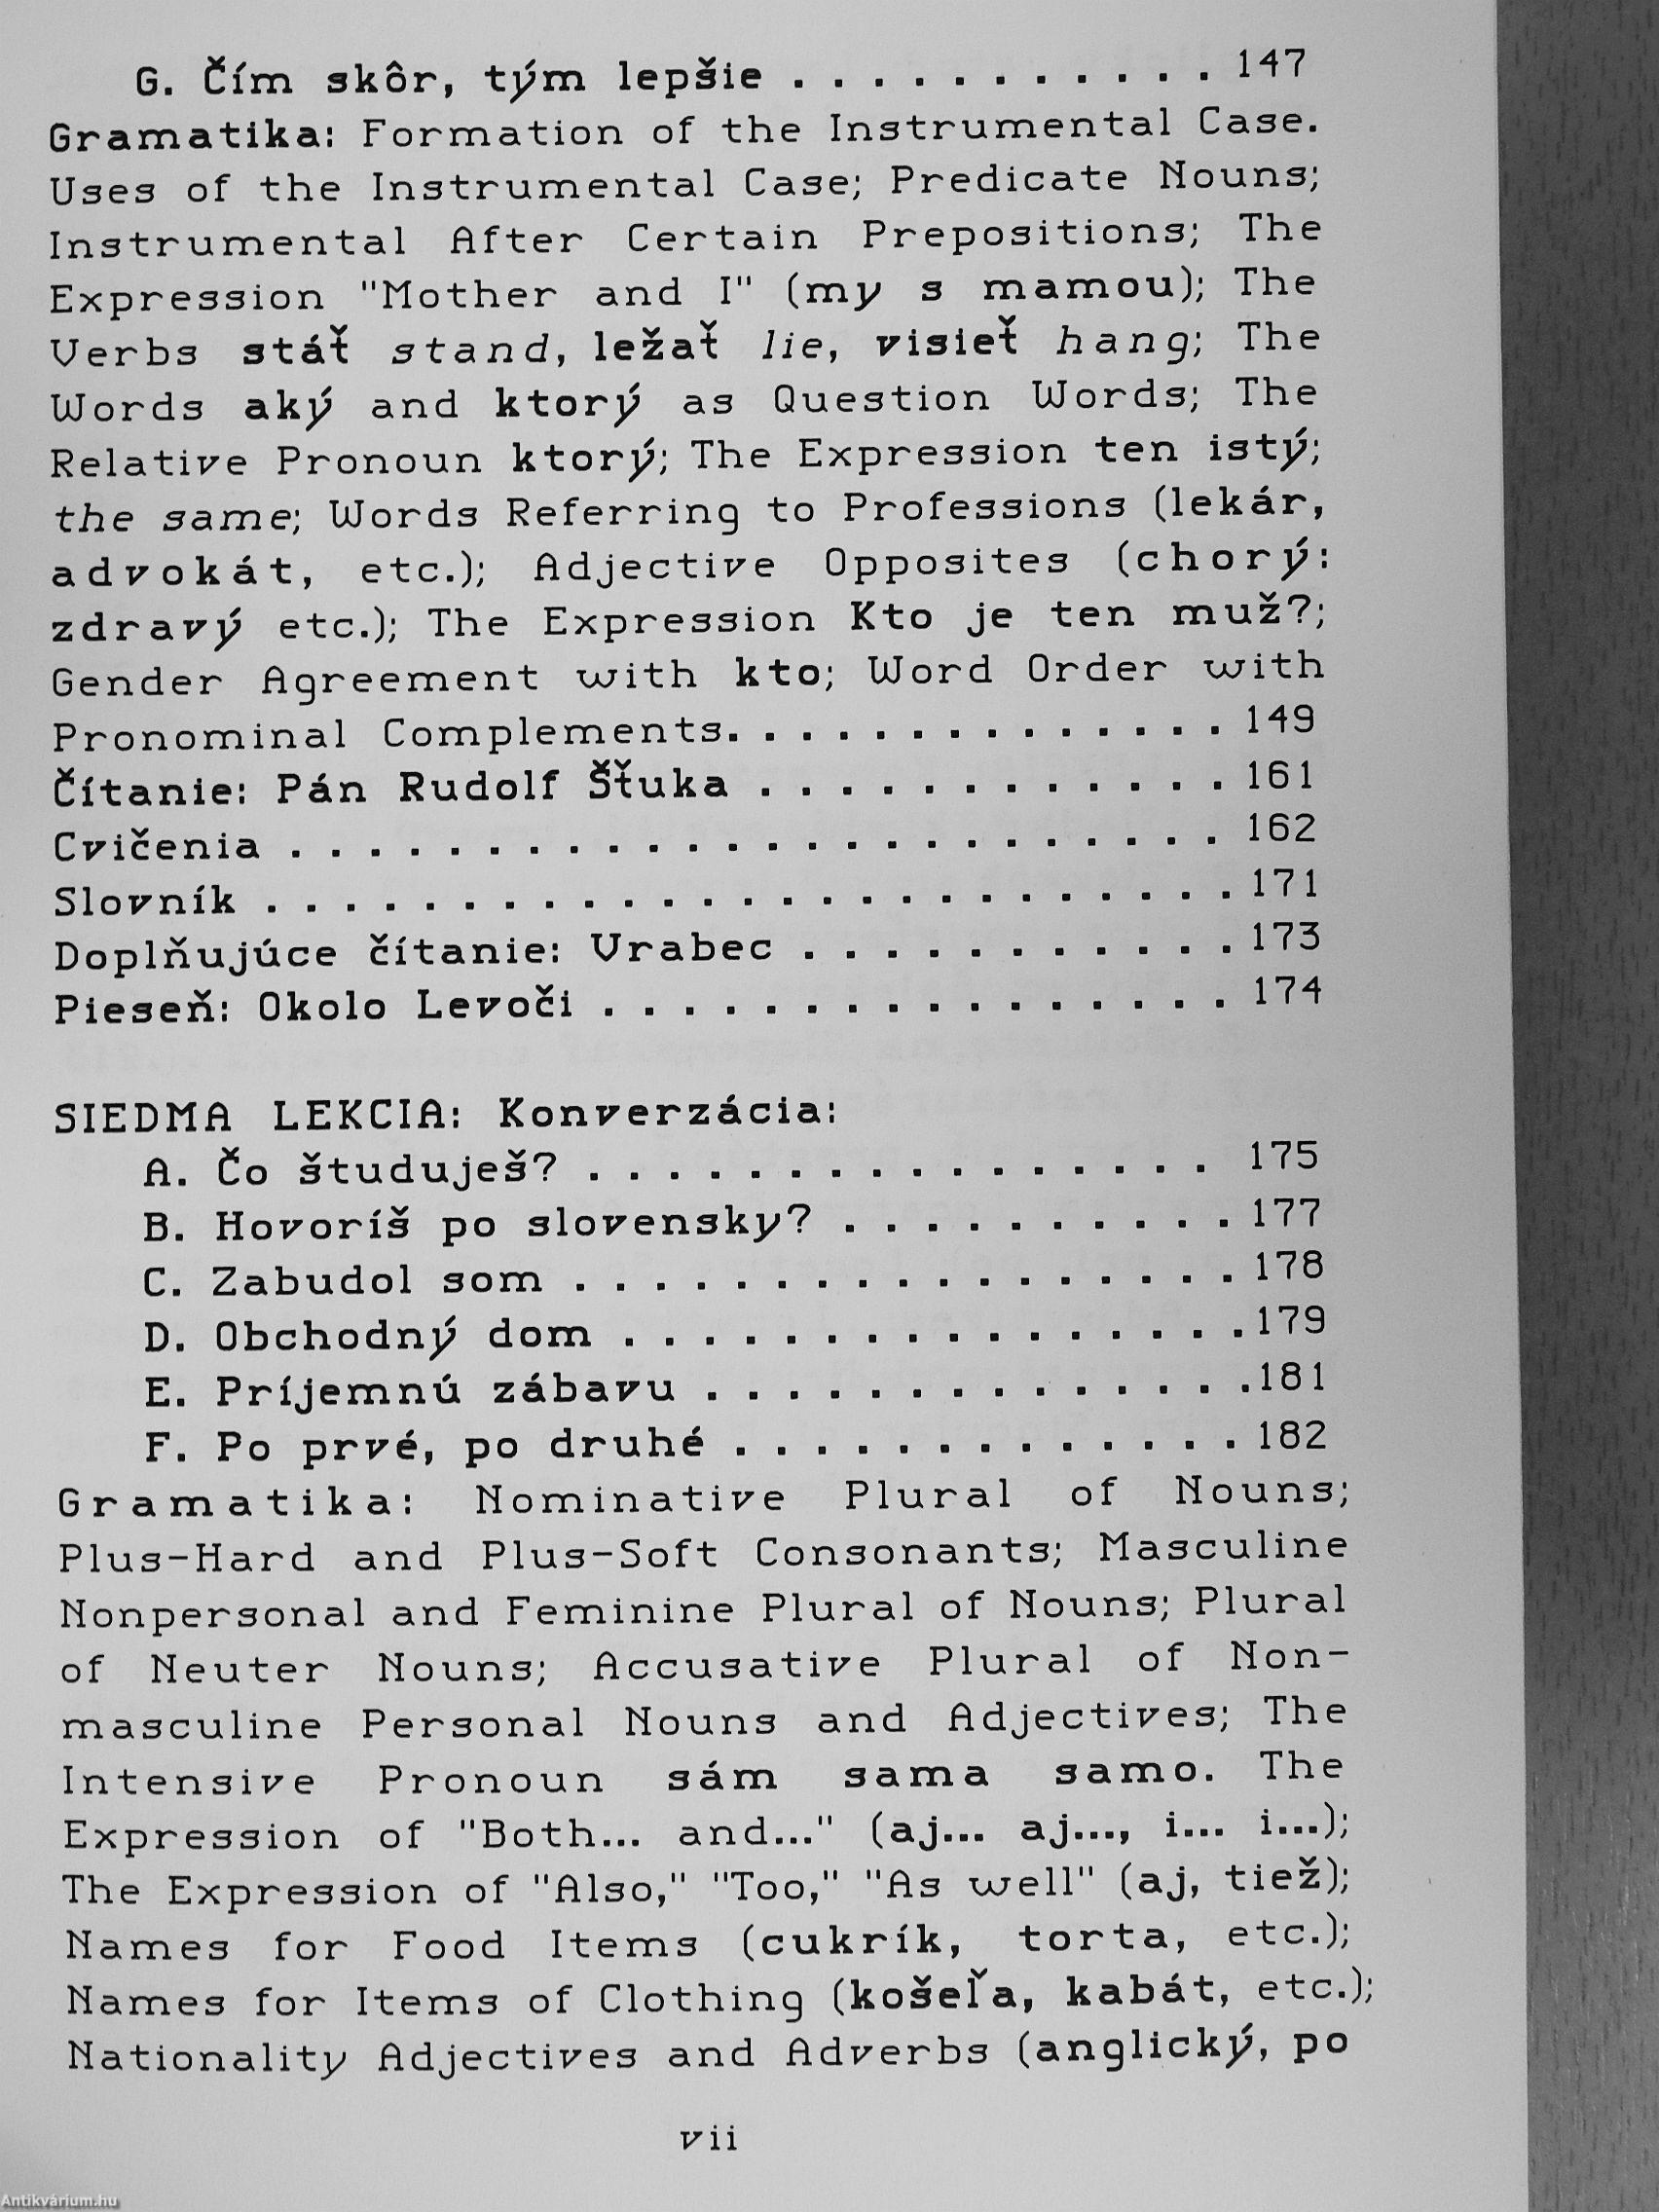 G. Čím skôr, tým lepšie . . . . . . . . . . . 147
Gramatika: Formation of the Instrumental Case.
Uses of the Instrumental Case; Predicate Nouns;
Instrumental After Certain Prepositions; The
Expression "Mother and I" (my s mamou); The
Verbs stáť stand, ležať lie, visieť hang; The
Words aký and ktorý as Question Words; The
Relative Pronoun ktorý; The Expression ten istý;
the same; Words Referring to Professions (lekár,
advokát, etc.); Adjective Opposites (chorý:
zdravý etc.); The Expression Kto je ten muž?;
Gender Agreement with kto; Word Order with
Pronominal Complements. . . . . . . . . . . . . 149
Čítanie: Pán Rudolf Šťuka . . . . . . . . . . . . 161
Cvičenia . . . . . . . . . . . . . . . . . . . . . . . . 162
Slovník . . . . . . . . . . . . . . . . . . . . . . . . . 171
Doplňujúce čítanie: Vrabec . . . . . . . . . . . 173
Pieseň: Okolo Levoči . . . . . . . . . . . . . . . . 174
SIEDMA LEKCIA: Konverzácia:
A. Čo študuješ? . . . . . . . . . . . . . . . . 175
B. Hovoríš po slovensky? . . . . . . . . . . 177
C. Zabudol som . . . . . . . . . . . . . . . . . 178
D. Obchodný dom . . . . . . . . . . . . . . . . 179
E. Príjemnú zábavu . . . . . . . . . . . . . . 181
F. Po prvé, po druhé . . . . . . . . . . . . . 182
Gramatika: Nominative Plural of Nouns;
Plus-Hard and Plus-Soft Consonants; Masculine
Nonpersonal and Feminine Plural of Nouns; Plural
of Neuter Nouns; Accusative Plural of Non-
masculine Personal Nouns and Adjectives; The
Intensive Pronoun sám sama samo. The
Expression of "Both... and..." (aj... aj..., i... i...);
The Expression of "Also," "Too," "As well" (aj, tiež);
Names for Food Items (cukrík, torta, etc.);
Names for Items of Clothing (košeľa, kabát, etc.);
Nationality Adjectives and Adverbs (anglický, po
vii
Antikvárium.hu